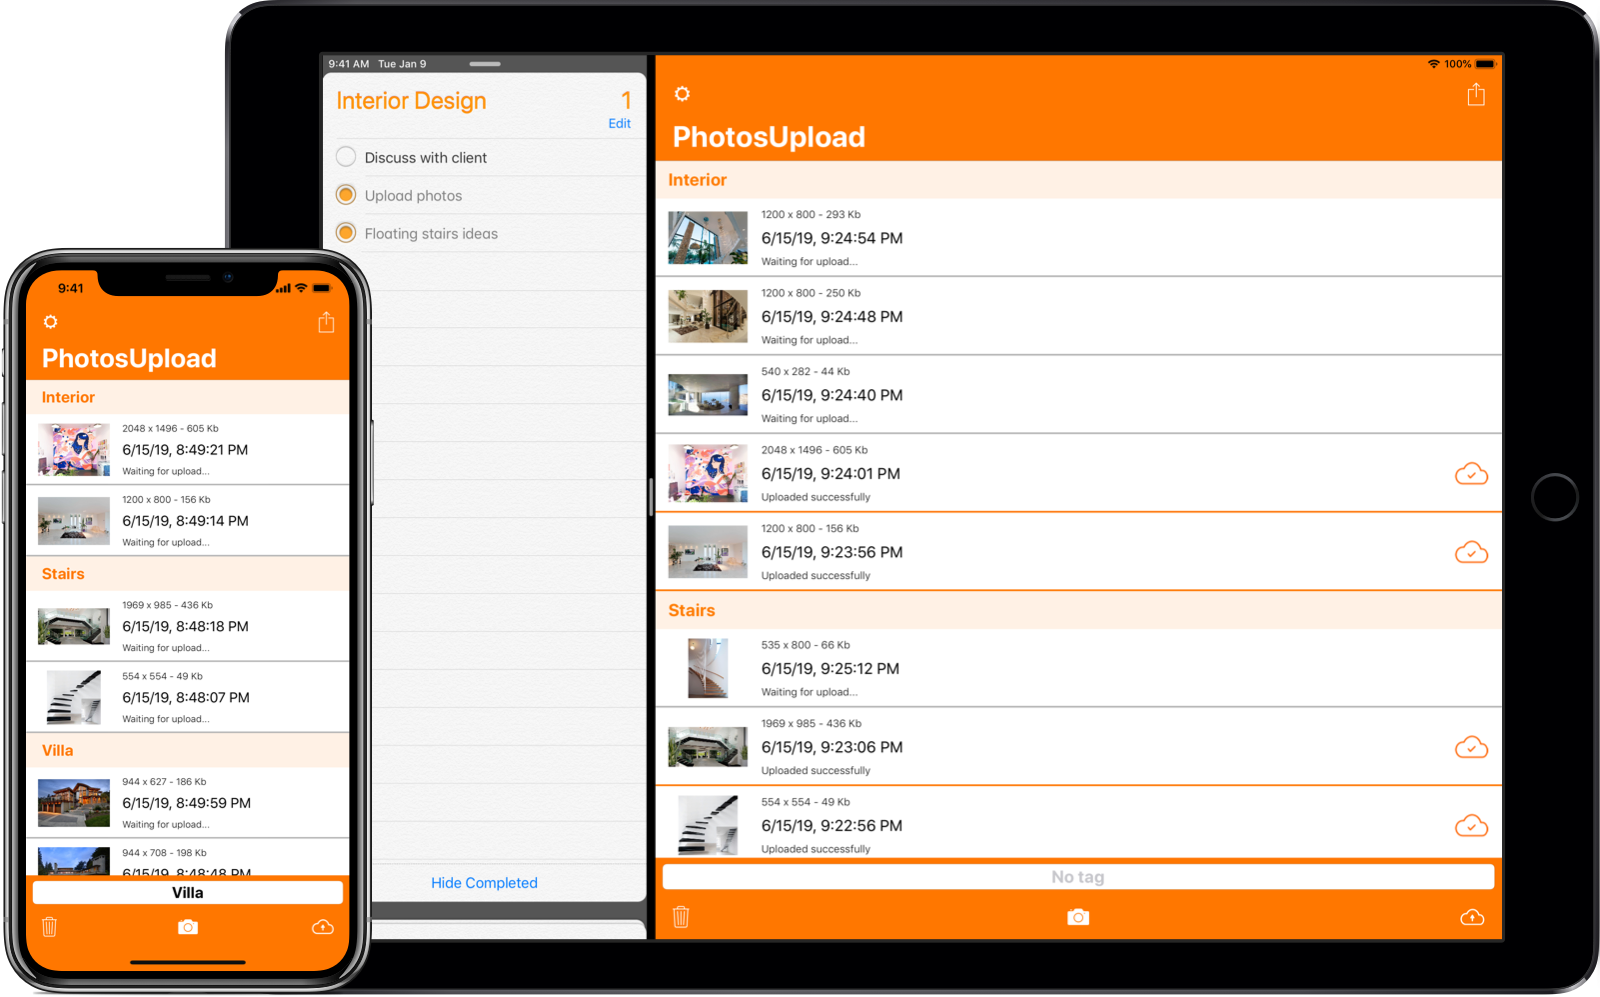 9:41 AM Tue Jan 9
Interior Design 1
Edit
Discuss with client
Upload photos
Floating stairs ideas
Hide Completed
100%
PhotosUpload
Interior
1200 x 800 - 293 Kb
6/15/19, 9:24:54 PM
Waiting for upload...
1200 x 800 - 250 Kb
6/15/19, 9:24:48 PM
Waiting for upload...
540 x 282 - 44 Kb
6/15/19, 9:24:40 PM
Waiting for upload...
2048 x 1496 - 605 Kb
6/15/19, 9:24:01 PM
Uploaded successfully
1200 x 800 - 156 Kb
6/15/19, 9:23:56 PM
Uploaded successfully
Stairs
535 x 800 - 66 Kb
6/15/19, 9:25:12 PM
Waiting for upload...
1969 x 985 - 436 Kb
6/15/19, 9:23:06 PM
Uploaded successfully
554 x 554 - 49 Kb
6/15/19, 9:22:56 PM
Uploaded successfully
No tag
9:41
PhotosUpload
Interior
2048 x 1496 - 605 Kb
6/15/19, 8:49:21 PM
Waiting for upload...
1200 x 800 - 156 Kb
6/15/19, 8:49:14 PM
Waiting for upload...
Stairs
1969 x 985 - 436 Kb
6/15/19, 8:48:18 PM
Waiting for upload...
554 x 554 - 49 Kb
6/15/19, 8:48:07 PM
Waiting for upload...
Villa
944 x 627 - 186 Kb
6/15/19, 8:49:59 PM
Waiting for upload...
944 x 708 - 198 Kb
6/15/19, 8:48:48 PM
Villa